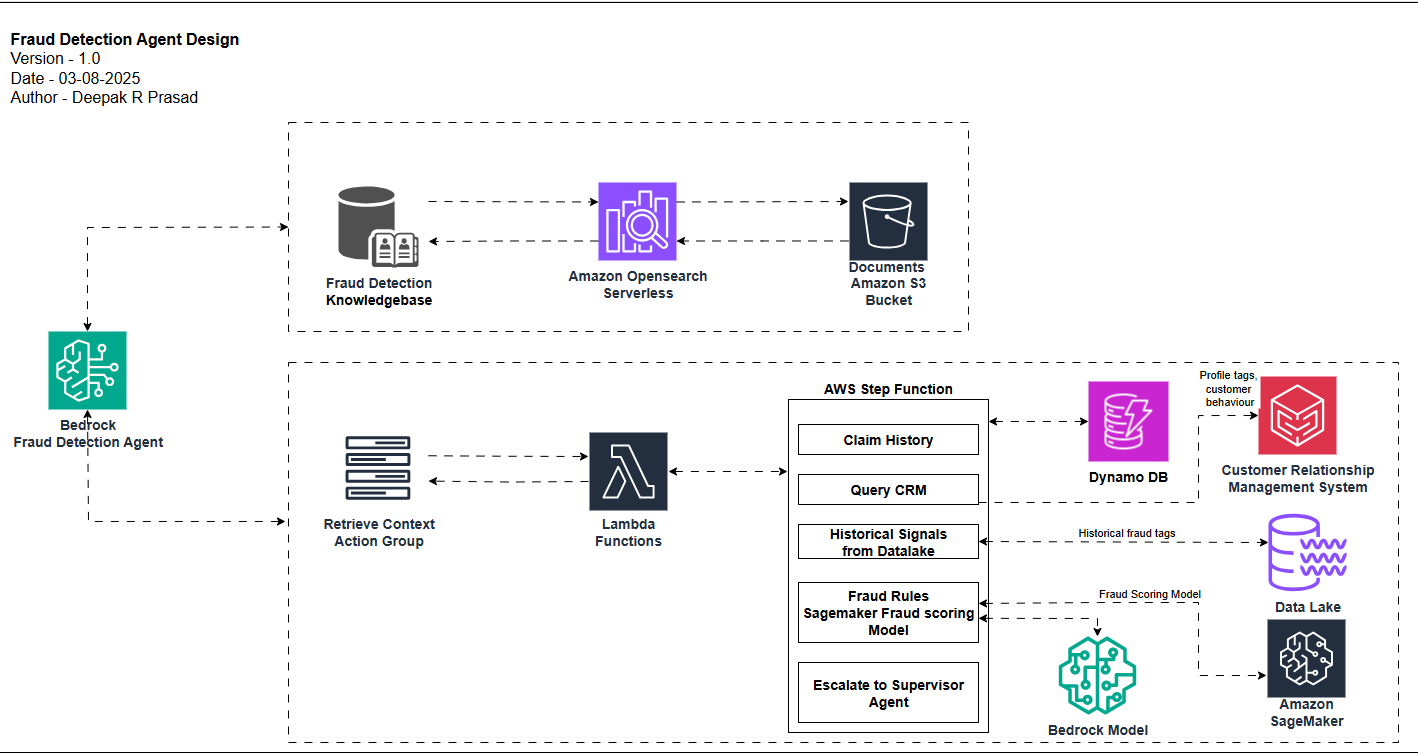 Fraud Detection Agent Design
Version - 1.0
Date - 03-08-2025
Author - Deepak R Prasad
Fraud Detection
Knowledgebase
Amazon Opensearch
Serverless
Documents
Amazon S3
Bucket
Bedrock
Fraud Detection Agent
Retrieve Context
Action Group
Lambda
Functions
AWS Step Function
Claim History
Query CRM
Historical Signals
from Datalake
Fraud Rules
Sagemaker Fraud scoring
Model
Escalate to Supervisor
Agent
Dynamo DB
Profile tags,
customer
behaviour
Customer Relationship
Management System
Historical fraud tags
Data Lake
Fraud Scoring Model
Bedrock Model
Amazon
SageMaker